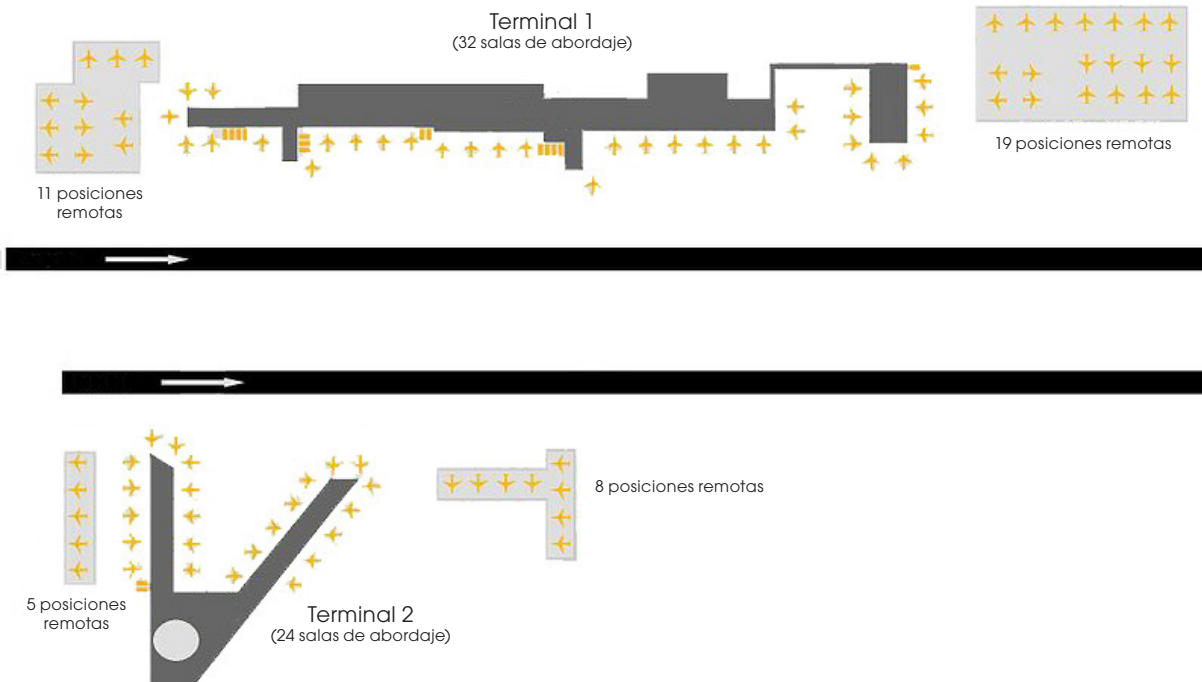 Terminal 1
(32 salas de abordaje)
11 posiciones
remotas
19 posiciones remotas
8 posiciones remotas
5 posiciones
remotas
Terminal 2
(24 salas de abordaje)